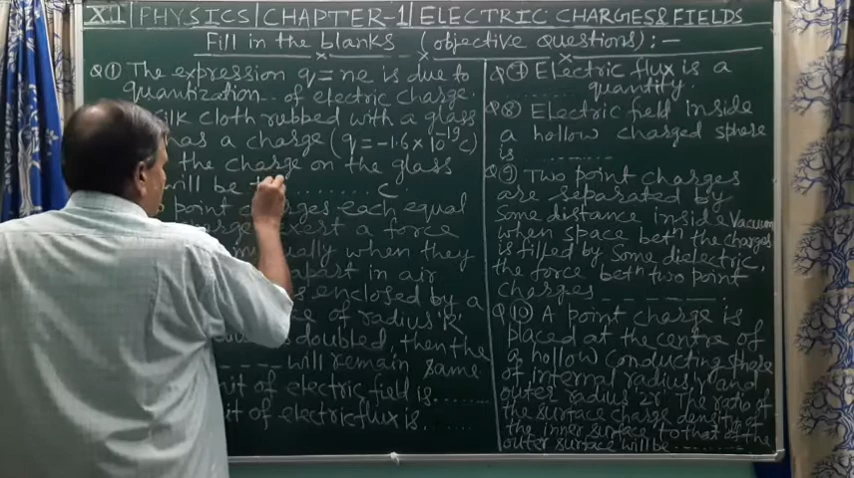 XII | PHYSICS | CHAPTER-1 | ELECTRIC CHARGES & FIELDS
Fill in the blanks (objective questions) :-
Q① The expression q = ne is due to
quantization.. of electric charge.
silk cloth rubbed with a glass
has a charge (q = -1.6 × 10⁻¹⁹C)
the charge on the glass
will be ........ C
point charges each equal
exert a force
when they
apart in air
enclosed by a
of radius 'R'
doubled, then the
_ _ _ _ will remain same
of electric field is........
of electric flux is.......
Q⑦ Electric flux is a
........ quantity.
Q⑧ Electric field inside
a hollow charged sphere
is ..........
Q⑨ Two point charges
are separated by
some distance inside Vacuum
when space betⁿ the charges
is filled by some dielectric,
the force betⁿ two point
charges _ _ _ _ _ _.
Q⑩ A point charge is
placed at the centre of
a hollow conducting sphere
of internal radius 'r' and
outer radius '2r'. The ratio of
the surface charge density of
the inner surface to that of the
outer surface will be ..........